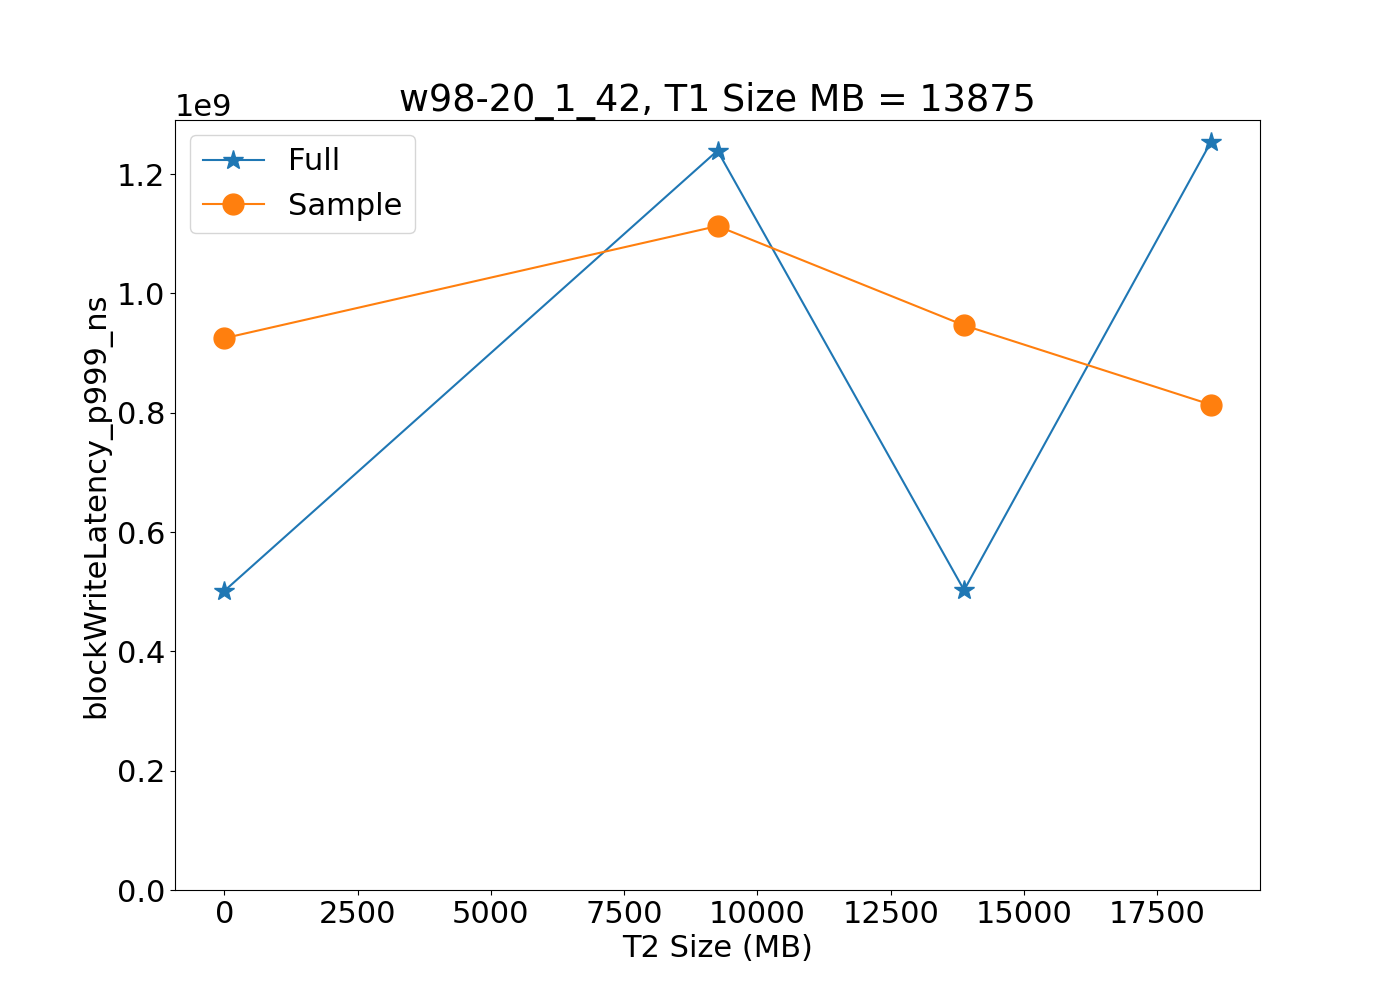 w98-20_1_42, T1 Size MB = 13875
1e9
Full
Sample
1.2
1.0
0.8
0.6
0.4
0.2
0.0
blockWriteLatency_p999_ns
0 2500 5000 7500 10000 12500 15000 17500
T2 Size (MB)